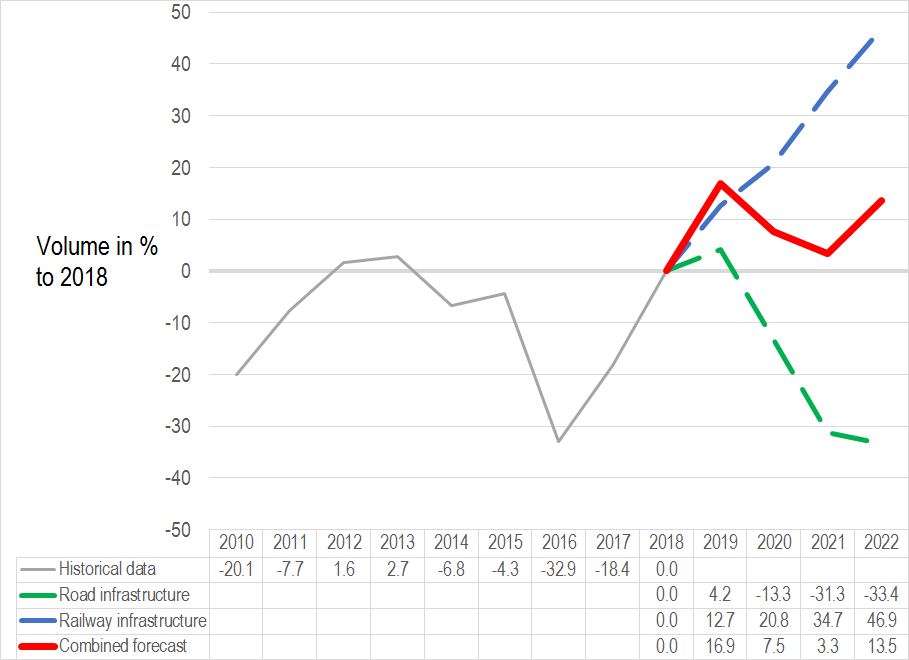 50
40
30
20
10
0
-10
-20
-30
-40
-50
Volume in %
to 2018
2010 2011 2012 2013 2014 2015 2016 2017 2018 2019 2020 2021 2022
Historical data -20.1 -7.7 1.6 2.7 -6.8 -4.3 -32.9 -18.4 0.0
Road infrastructure 0.0 4.2 -13.3 -31.3 -33.4
Railway infrastructure 0.0 12.7 20.8 34.7 46.9
Combined forecast 0.0 16.9 7.5 3.3 13.5